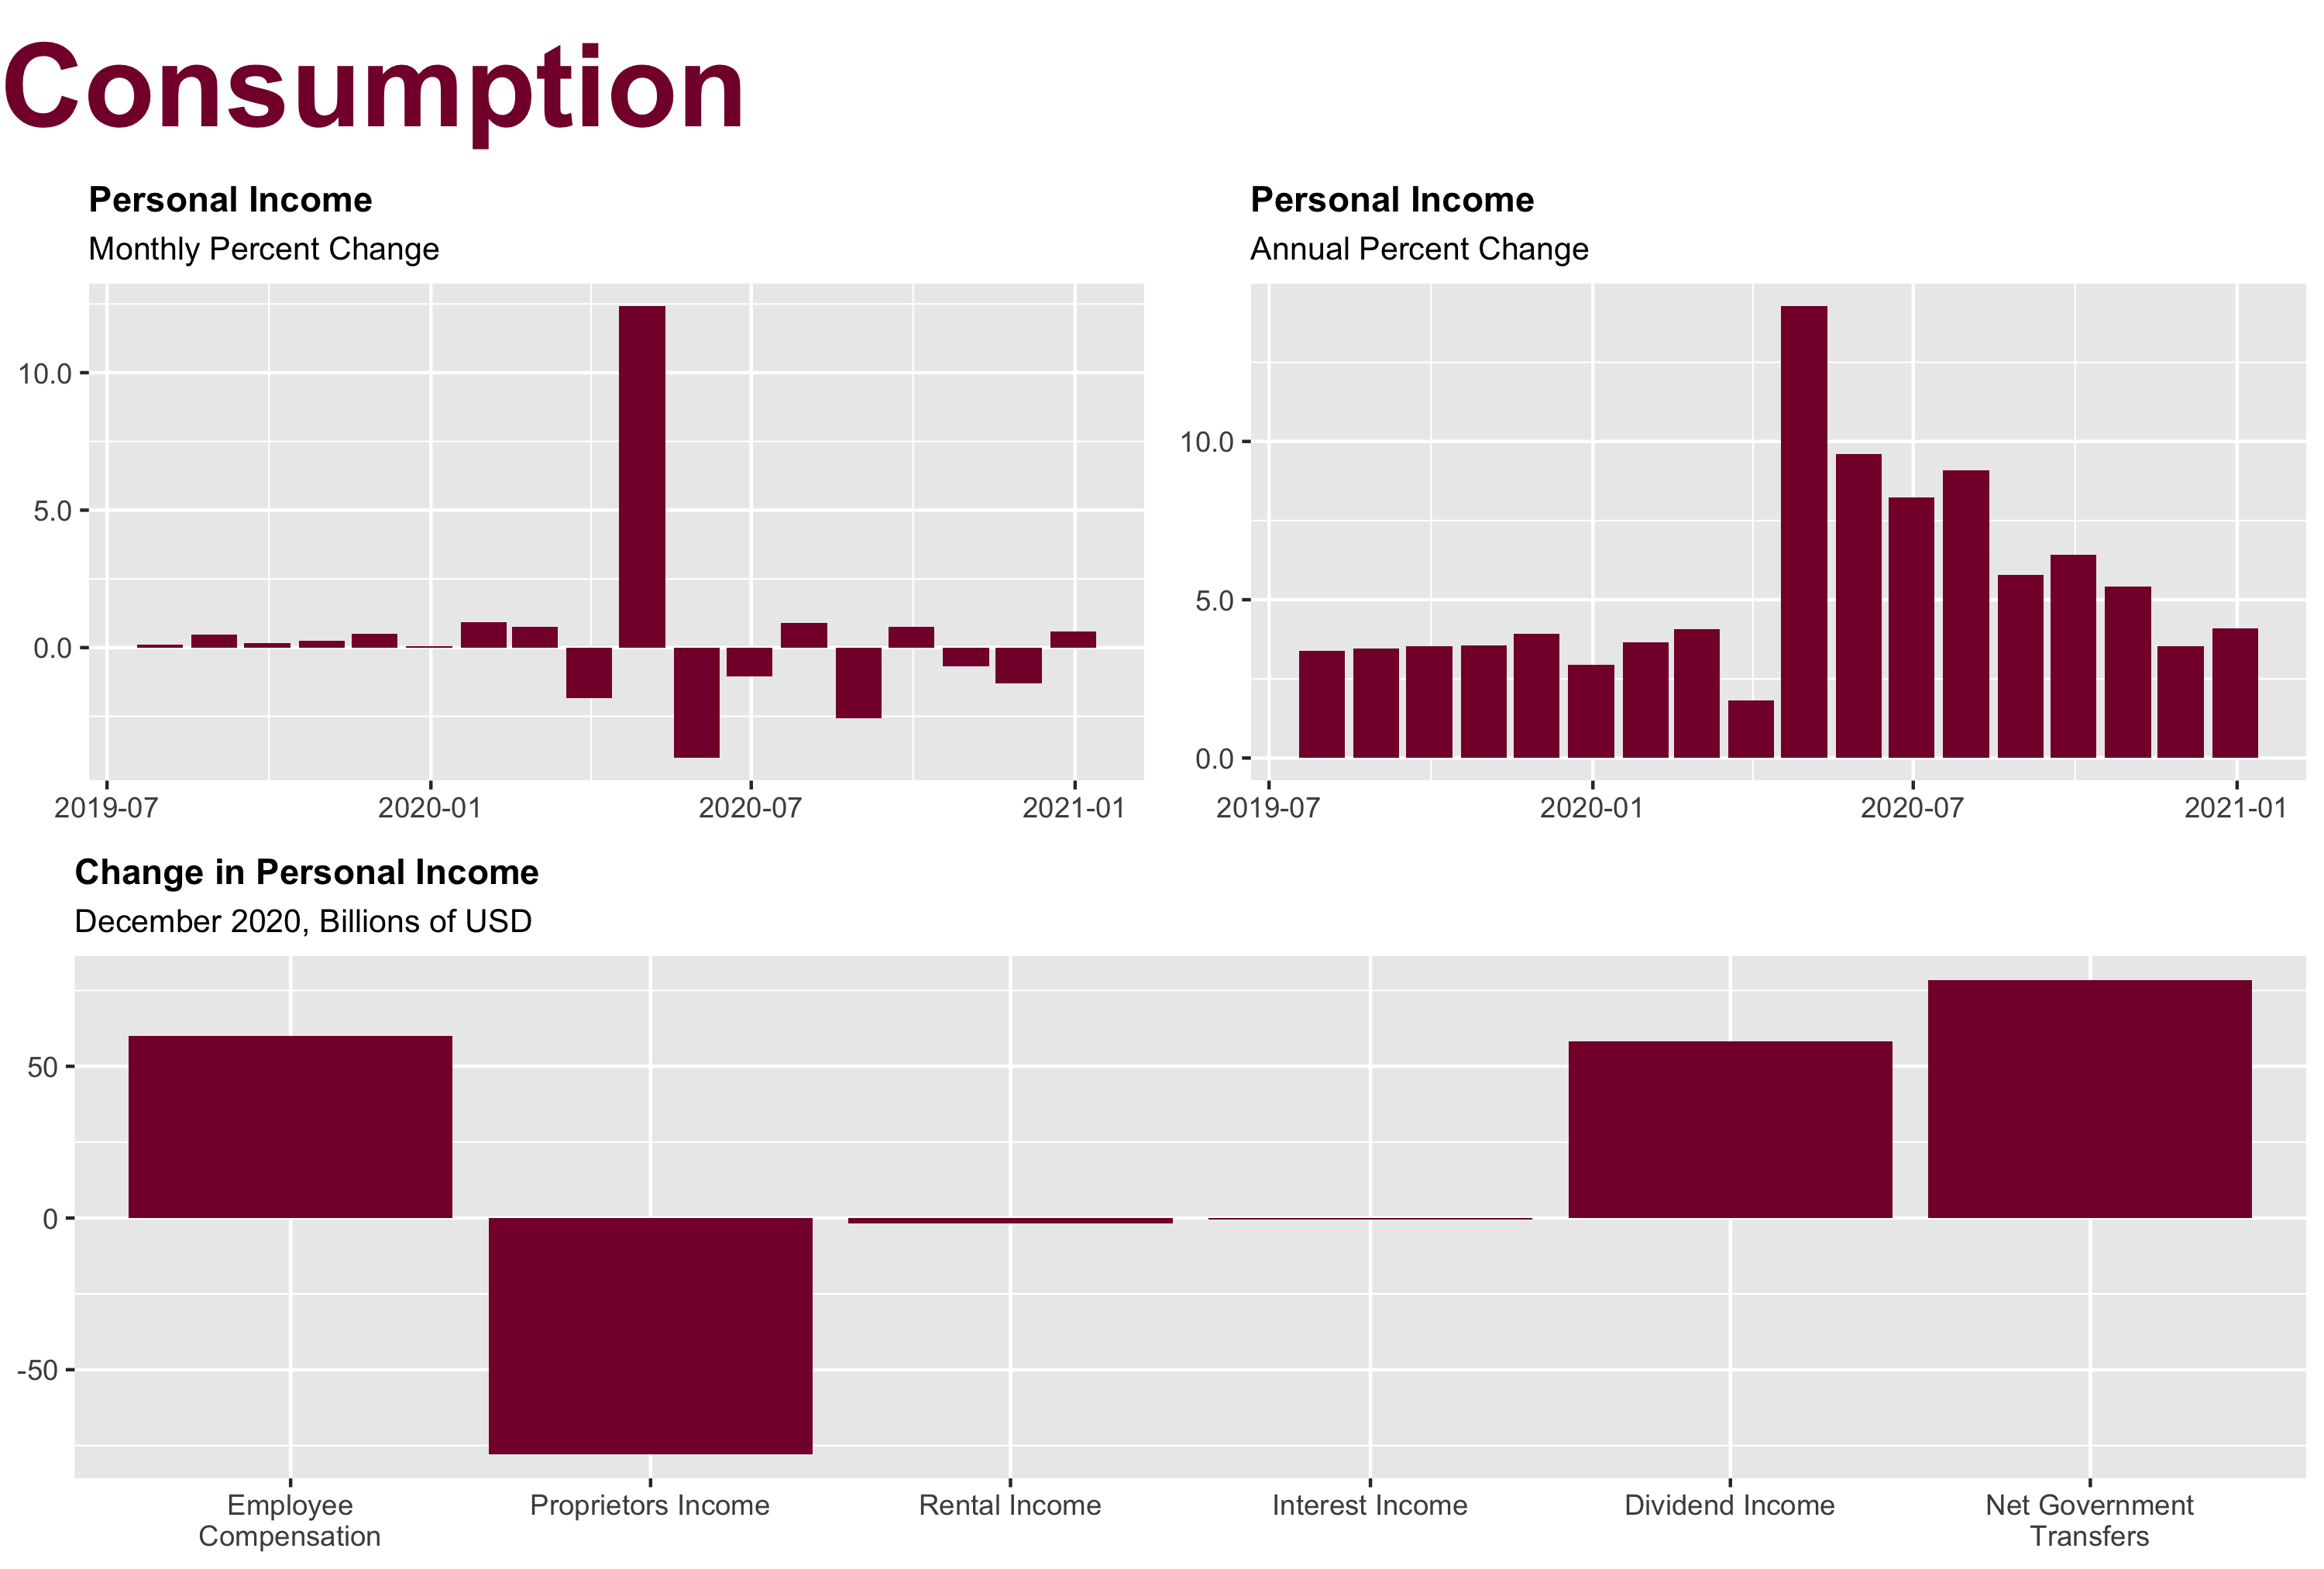 Consumption
Personal Income
Monthly Percent Change
10.0
5.0
0.0
2019-07 2020-01 2020-07 2021-01
Personal Income
Annual Percent Change
10.0
5.0
0.0
2019-07 2020-01 2020-07 2021-01
Change in Personal Income
December 2020, Billions of USD
50
0
-50
Employee Proprietors Income Rental Income Interest Income Dividend Income Net Government
Compensation Transfers